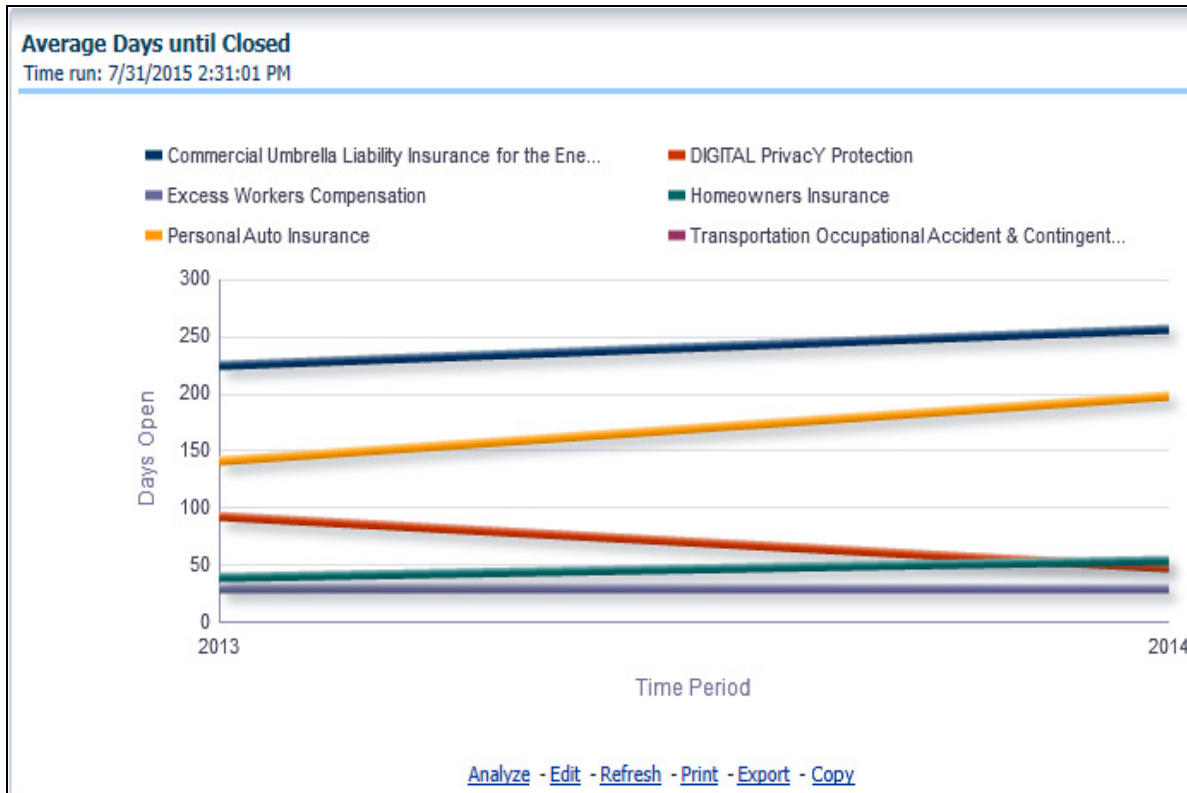 Average Days until Closed
Time run: 7/31/2015 2:31:01 PM
Commercial Umbrella Liability Insurance for the Ene... DIGITAL PrivacY Protection
Excess Workers Compensation Homeowners Insurance
Personal Auto Insurance Transportation Occupational Accident & Contingent...
300
250
200
150
100
50
0
Days Open
2013 2014
Time Period
Analyze - Edit - Refresh - Print - Export - Copy